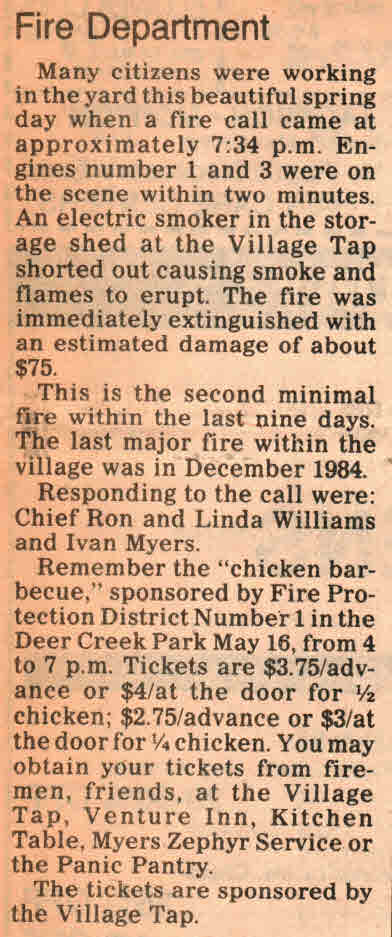 Fire Department
Many citizens were working
in the yard this beautiful spring
day when a fire call came at
approximately 7:34 p.m. En-
gines number 1 and 3 were on
the scene within two minutes.
An electric smoker in the stor-
age shed at the Village Tap
shorted out causing smoke and
flames to erupt. The fire was
immediately extinguished with
an estimated damage of about
$75.
This is the second minimal
fire within the last nine days.
The last major fire within the
village was in December 1984.
Responding to the call were:
Chief Ron and Linda Williams
and Ivan Myers.
Remember the "chicken bar-
becue," sponsored by Fire Pro-
tection District Number 1 in the
Deer Creek Park May 16, from 4
to 7 p.m. Tickets are $3.75/adv-
ance or $4/at the door for ½
chicken; $2.75/advance or $3/at
the door for ¼ chicken. You may
obtain your tickets from fire-
men, friends, at the Village
Tap, Venture Inn, Kitchen
Table, Myers Zephyr Service or
the Panic Pantry.
The tickets are sponsored by
the Village Tap.